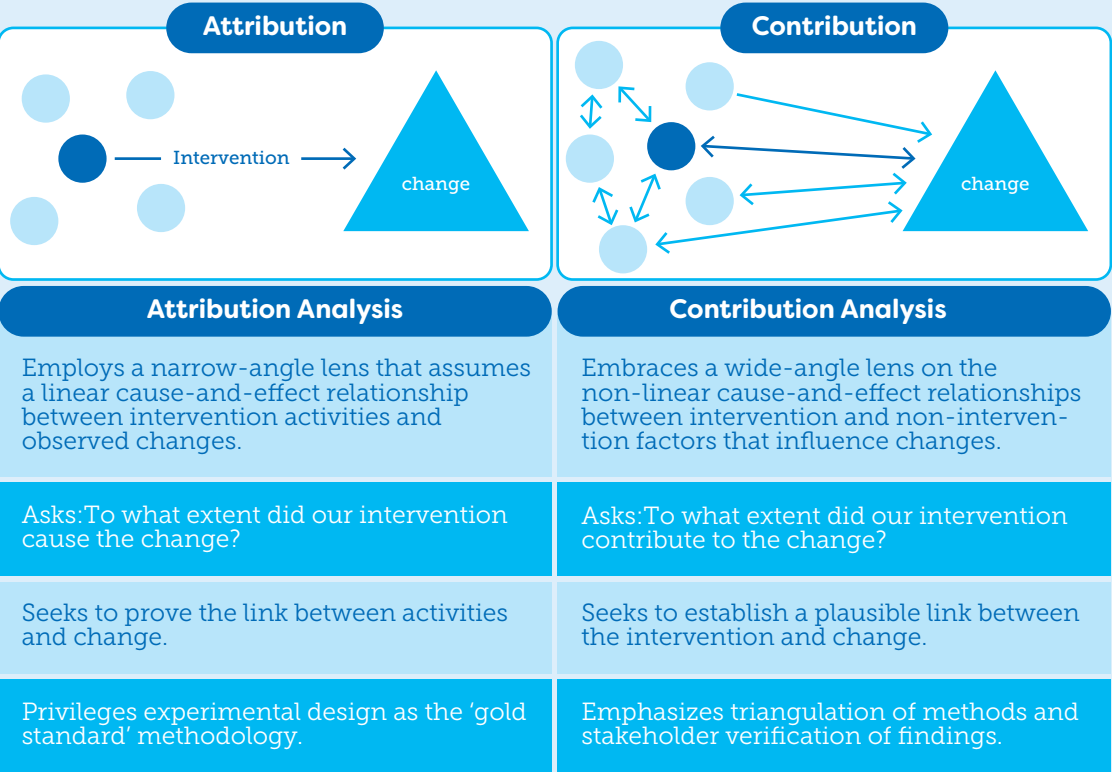 Attribution
Intervention
change
Contribution
change
Attribution Analysis
Employs a narrow-angle lens that assumes
a linear cause-and-effect relationship
between intervention activities and
observed changes.
Asks:To what extent did our intervention
cause the change?
Seeks to prove the link between activities
and change.
Privileges experimental design as the ‘gold
standard’ methodology.
Contribution Analysis
Embraces a wide-angle lens on the
non-linear cause-and-effect relationships
between intervention and non-interven-
tion factors that influence changes.
Asks:To what extent did our intervention
contribute to the change?
Seeks to establish a plausible link between
the intervention and change.
Emphasizes triangulation of methods and
stakeholder verification of findings.